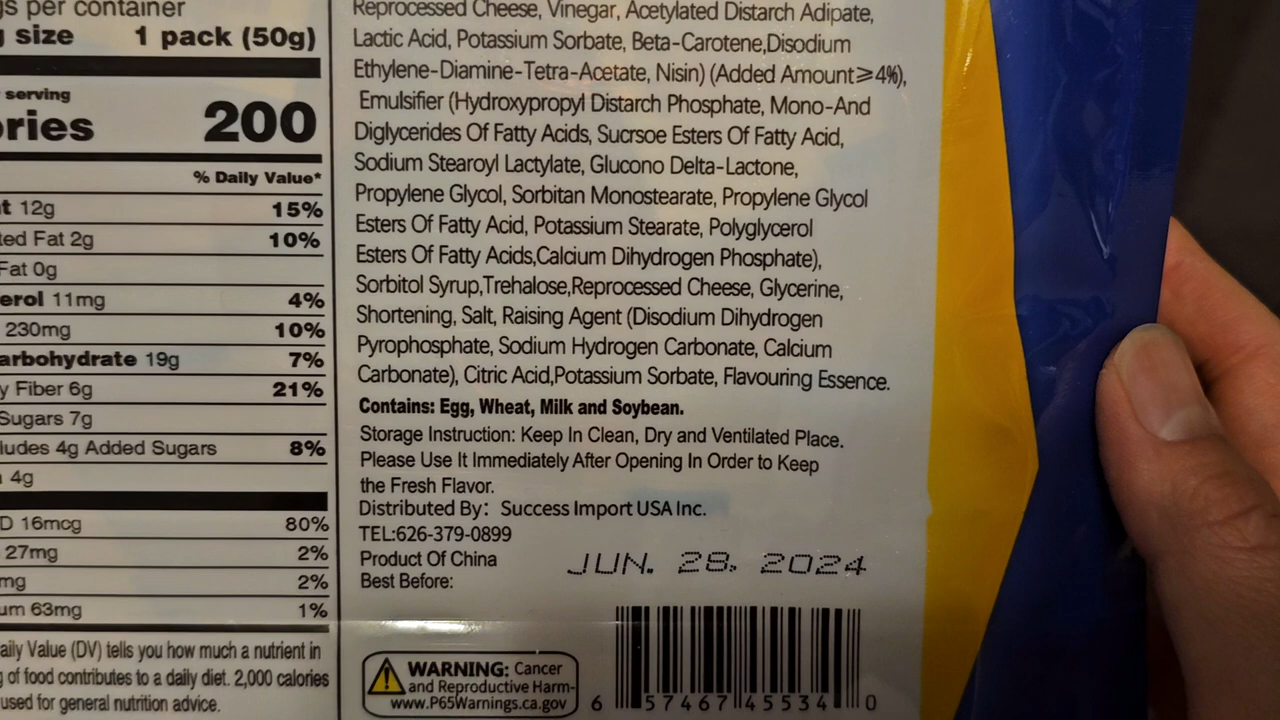 gs per container
g size 1 pack (50g)
serving
ories 200
% Daily Value*
t 12g 15%
ted Fat 2g 10%
Fat 0g
erol 11mg 4%
230mg 10%
arbohydrate 19g 7%
y Fiber 6g 21%
Sugars 7g
ludes 4g Added Sugars 8%
4g
D 16mcg 80%
27mg 2%
mg 2%
um 63mg 1%
aily Value (DV) tells you how much a nutrient in
g of food contributes to a daily diet. 2,000 calories
used for general nutrition advice.
Reprocessed Cheese, Vinegar, Acetylated Distarch Adipate,
Lactic Acid, Potassium Sorbate, Beta-Carotene,Disodium
Ethylene-Diamine-Tetra-Acetate, Nisin) (Added Amount≥4%),
Emulsifier (Hydroxypropyl Distarch Phosphate, Mono-And
Diglycerides Of Fatty Acids, Sucrsoe Esters Of Fatty Acid,
Sodium Stearoyl Lactylate, Glucono Delta-Lactone,
Propylene Glycol, Sorbitan Monostearate, Propylene Glycol
Esters Of Fatty Acid, Potassium Stearate, Polyglycerol
Esters Of Fatty Acids,Calcium Dihydrogen Phosphate),
Sorbitol Syrup,Trehalose,Reprocessed Cheese, Glycerine,
Shortening, Salt, Raising Agent (Disodium Dihydrogen
Pyrophosphate, Sodium Hydrogen Carbonate, Calcium
Carbonate), Citric Acid,Potassium Sorbate, Flavouring Essence.
Contains: Egg, Wheat, Milk and Soybean.
Storage Instruction: Keep In Clean, Dry and Ventilated Place.
Please Use It Immediately After Opening In Order to Keep
the Fresh Flavor.
Distributed By: Success Import USA Inc.
TEL:626-379-0899
Product Of China
Best Before: JUN. 28. 2024
WARNING: Cancer
and Reproductive Harm-
www.P65Warnings.ca.gov
6 57467 45534 0